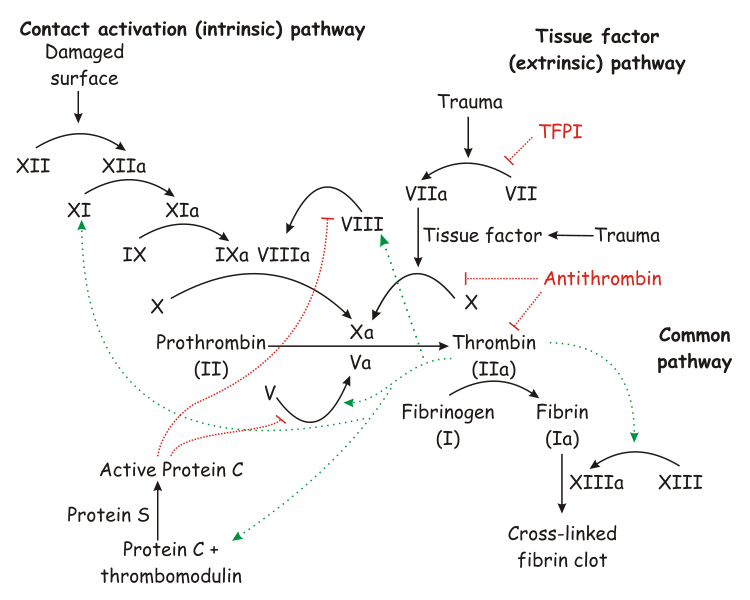 Contact activation (intrinsic) pathway
Damaged
surface
Tissue factor
(extrinsic) pathway
Trauma
TFPI
XII
XIIa
VIIa
VII
XI
XIa
VIII
Tissue factor
Trauma
IX
IXa
VIIIa
X
X
Antithrombin
Xa
Prothrombin
(II)
Va
Thrombin
(IIa)
Common
pathway
V
Fibrinogen
(I)
Fibrin
(Ia)
Active Protein C
XIIIa
XIII
Protein S
Cross-linked
fibrin clot
Protein C +
thrombomodulin